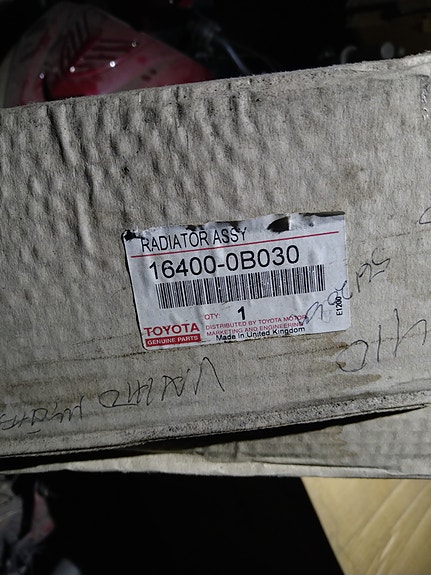 RADIATOR ASSY
16400-0B030
QTY: 1
TOYOTA
GENUINE PARTS
DISTRIBUTED BY TOYOTA MOTOR
MARKETING AND ENGINEERING
Made in United Kingdom
E1200